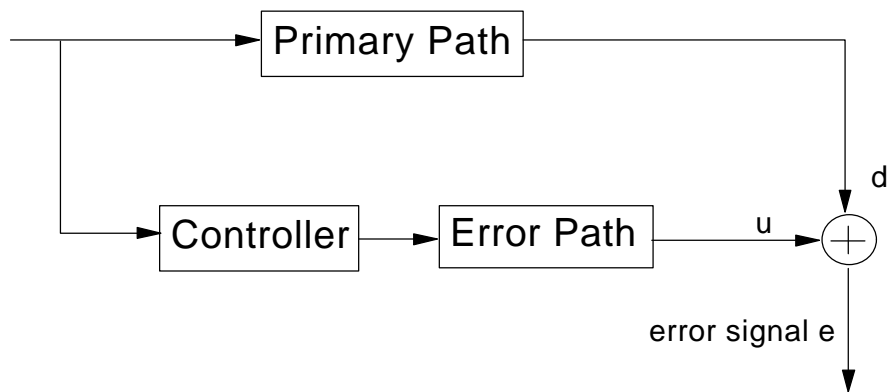 Primary Path
d
Controller
Error Path
u
error signal e